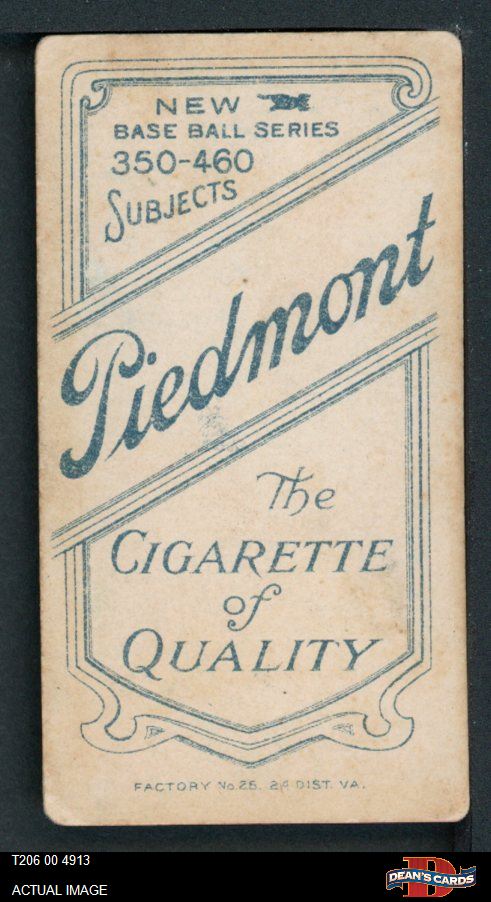 NEW
BASE BALL SERIES
350-460
SUBJECTS
Piedmont
The
CIGARETTE
of
QUALITY
FACTORY No. 25. 2d DIST. VA.
T206 00 4913
ACTUAL IMAGE
D
DEAN'S CARDS